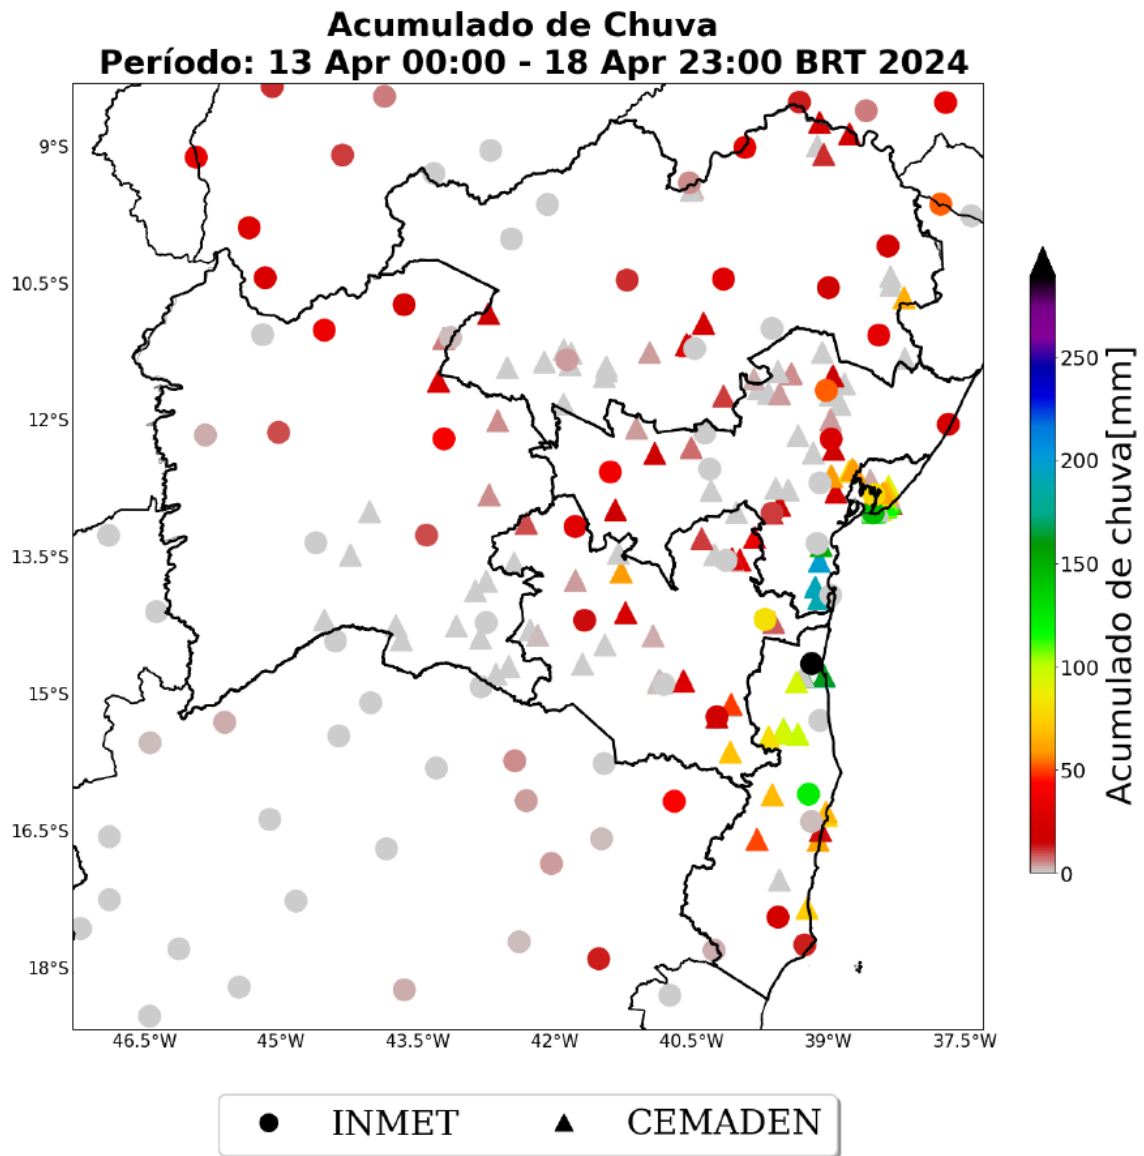 Acumulado de Chuva
Período: 13 Apr 00:00 - 18 Apr 23:00 BRT 2024
9°S
10.5°S
12°S
13.5°S
15°S
16.5°S
18°S
46.5°W 45°W 43.5°W 42°W 40.5°W 39°W 37.5°W
250
200
150
100
50
0
Acumulado de chuva[mm]
INMET CEMADEN